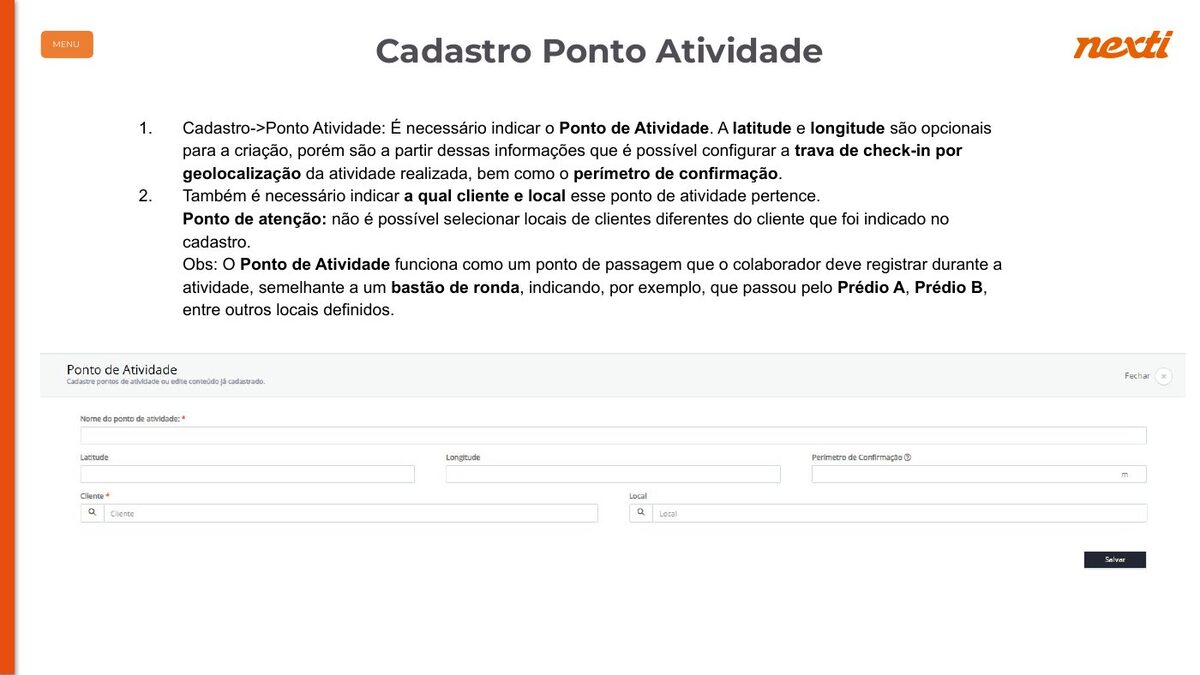 MENU
Cadastro Ponto Atividade
nexti
1. Cadastro->Ponto Atividade: É necessário indicar o Ponto de Atividade. A latitude e longitude são opcionais
para a criação, porém são a partir dessas informações que é possível configurar a trava de check-in por
geolocalização da atividade realizada, bem como o perímetro de confirmação.
2. Também é necessário indicar a qual cliente e local esse ponto de atividade pertence.
Ponto de atenção: não é possível selecionar locais de clientes diferentes do cliente que foi indicado no
cadastro.
Obs: O Ponto de Atividade funciona como um ponto de passagem que o colaborador deve registrar durante a
atividade, semelhante a um bastão de ronda, indicando, por exemplo, que passou pelo Prédio A, Prédio B,
entre outros locais definidos.
Ponto de Atividade
Cadastre pontos de atividade ou edite conteúdo já cadastrado.
Fechar ×
Nome do ponto de atividade: *
Latitude Longitude Perímetro de Confirmação ?
m
Cliente * Local
Cliente Local
Salvar